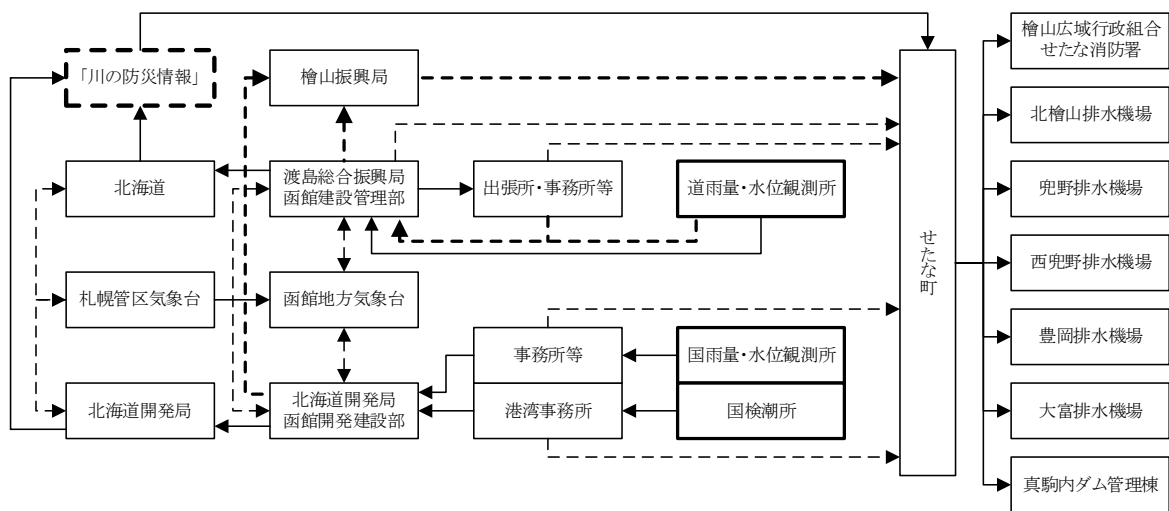 「川の防災情報」
檜山振興局
北海道
渡島総合振興局
函館建設管理部
出張所・事務所等
道雨量・水位観測所
札幌管区気象台
函館地方気象台
事務所等
国雨量・水位観測所
北海道開発局
北海道開発局
函館開発建設部
港湾事務所
国検潮所
せたな町
檜山広域行政組合
せたな消防署
北檜山排水機場
兜野排水機場
西兜野排水機場
豊岡排水機場
大富排水機場
真駒内ダム管理棟